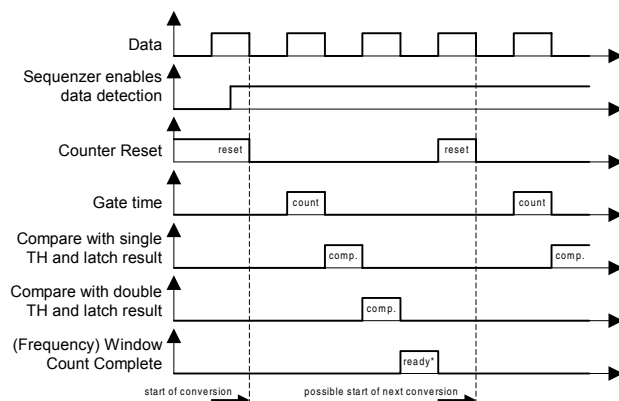 Data
Sequenzer enables
data detection
Counter Reset
reset
reset
Gate time
count
count
Compare with single
TH and latch result
comp.
comp.
Compare with double
TH and latch result
comp.
(Frequency) Window
Count Complete
ready*
start of conversion
possible start of next conversion